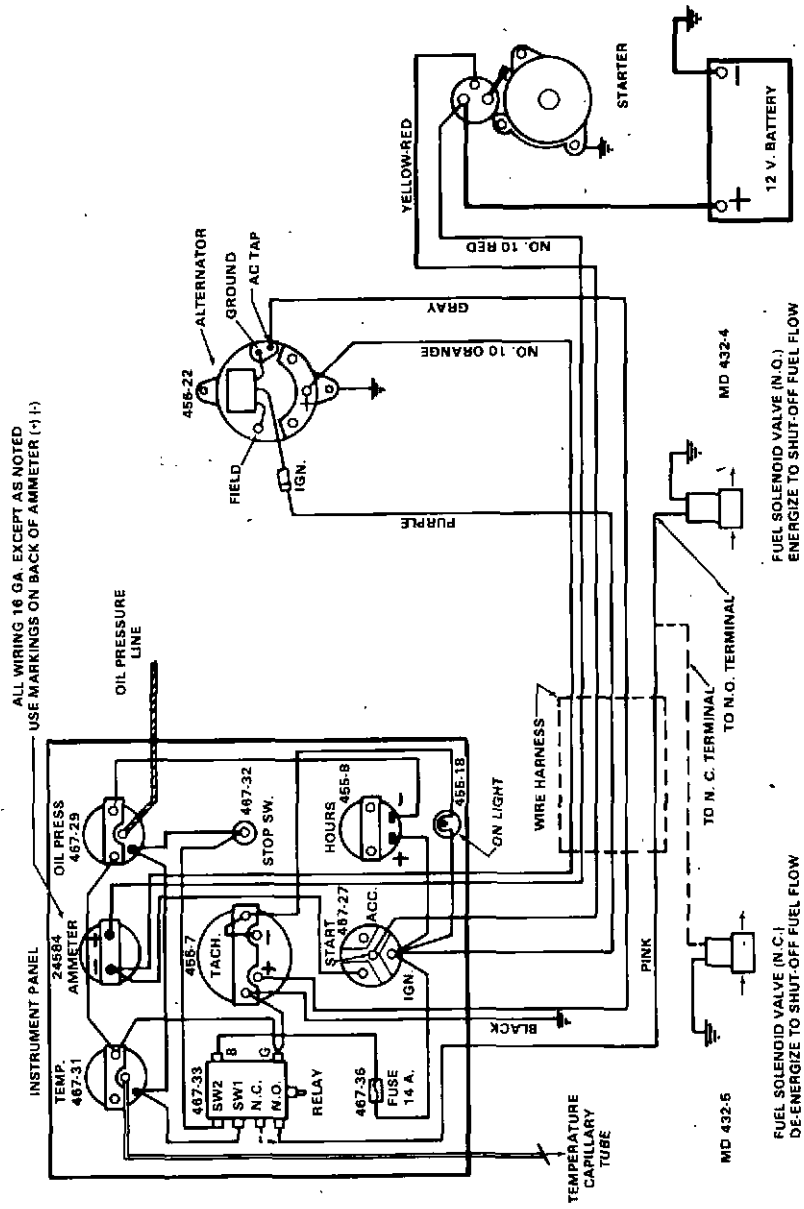 ALL WIRING 16 GA. EXCEPT AS NOTED
USE MARKINGS ON BACK OF AMMETER (+) (-)
INSTRUMENT PANEL
TEMP.
467-31
24584
AMMETER
OIL PRESS
467-29
OIL PRESSURE
LINE
467-33
SW2
SW1
N.C.
N.O.
B
G
RELAY
455-7
TACH.
+
-
467-32
STOP SW.
467-36
FUSE
14 A.
START
467-27
ACC.
IGN.
HOURS
455-8
+
-
455-18
ON LIGHT
TEMPERATURE
CAPILLARY
TUBE
BLACK
PINK
WIRE HARNESS
PURPLE
IGN.
FIELD
456-22
ALTERNATOR
GROUND
AC TAP
+
NO. 10 ORANGE
GRAY
NO. 10 RED
YELLOW-RED
STARTER
+
-
12 V. BATTERY
TO N. C. TERMINAL
TO N.O. TERMINAL
MD 432-5
FUEL SOLENOID VALVE (N.C.)
DE-ENERGIZE TO SHUT-OFF FUEL FLOW
MD 432-4
FUEL SOLENOID VALVE (N.O.)
ENERGIZE TO SHUT-OFF FUEL FLOW